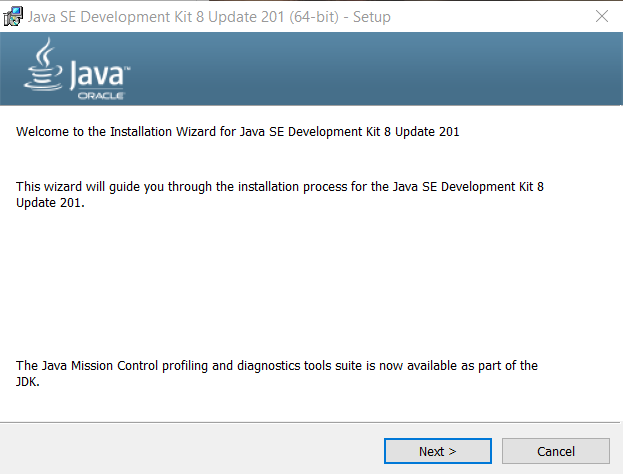 Java SE Development Kit 8 Update 201 (64-bit) - Setup
Java™
ORACLE
Welcome to the Installation Wizard for Java SE Development Kit 8 Update 201
This wizard will guide you through the installation process for the Java SE Development Kit 8
Update 201.
The Java Mission Control profiling and diagnostics tools suite is now available as part of the
JDK.
Next >
Cancel